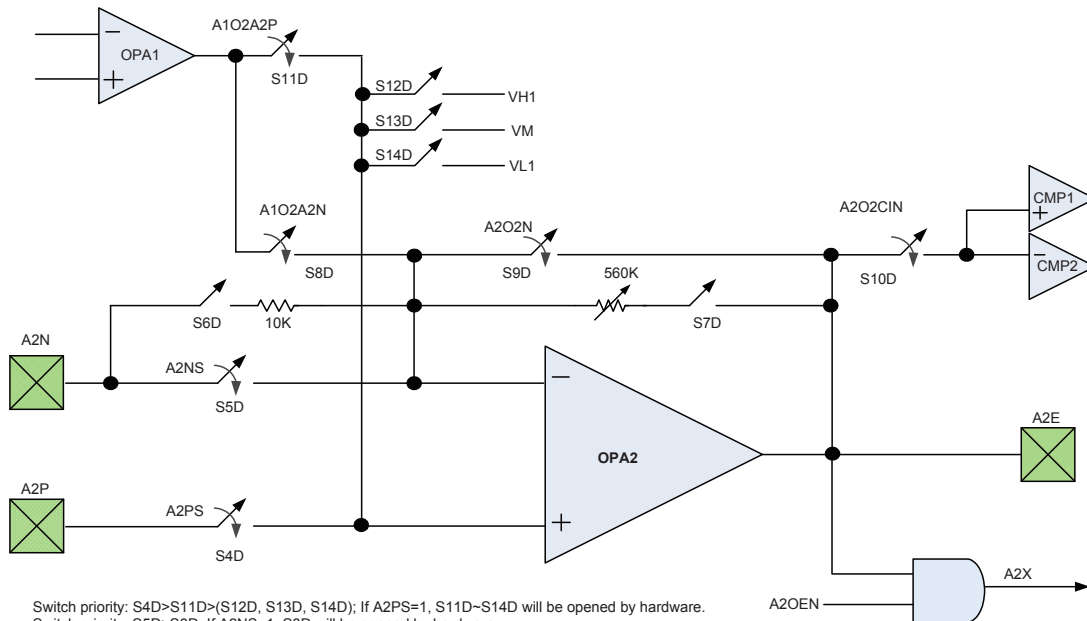 A1O2A2P
OPA1
S11D
S12D
VH1
S13D
VM
S14D
VL1
A1O2A2N
S8D
A2O2N
S9D
A2O2CIN
S10D
CMP1
+
−
CMP2
S6D
10K
560K
S7D
A2N
A2NS
S5D
−
OPA2
+
A2E
A2P
A2PS
S4D
A2OEN
A2X
Switch priority: S4D>S11D>(S12D, S13D, S14D); If A2PS=1, S11D~S14D will be opened by hardware.